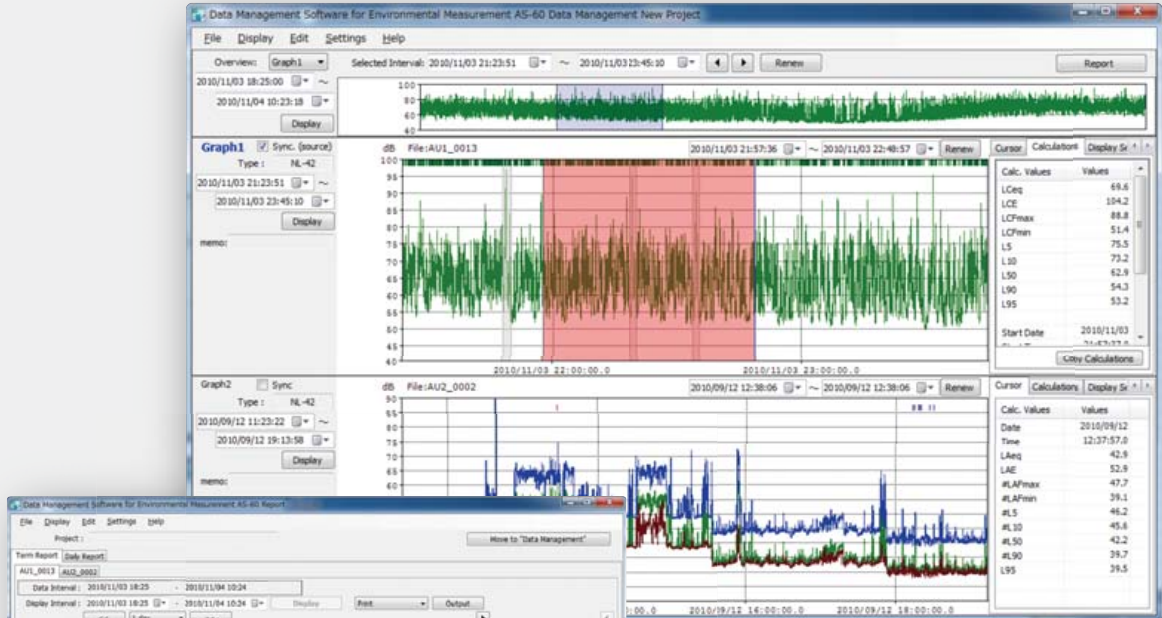 Data Management Software for Environmental Measurement AS-60 Data Management New Project
File Display Edit Settings Help
Overview: Graph1 Selected Interval: 2010/11/03 21:23:51 ~ 2010/11/03 23:45:10 Renew Report
2010/11/03 18:25:00 ~
2010/11/04 10:23:18
Display
100
80
60
40
Graph1 Sync. (source) dB File:AU1_0013 2010/11/03 21:57:36 ~ 2010/11/03 22:48:57 Renew Cursor Calculations Display Se
Type : NL-42
2010/11/03 21:23:51 ~
2010/11/03 23:45:10
Display
memo:
100
95
90
85
80
75
70
65
60
55
50
45
40
2010/11/03 22:00:00.0 2010/11/03 23:00:00.0
Calc. Values Values
LCeq 69.6
LCE 104.2
LCFmax 88.8
LCFmin 51.4
L5 75.5
L10 73.2
L50 62.9
L90 54.3
L95 53.2
Start Date 2010/11/03
Copy Calculations
Graph2 Sync dB File:AU2_0002 2010/09/12 12:38:06 ~ 2010/09/12 12:38:06 Renew Cursor Calculations Display Se
Type : NL-42
2010/09/12 11:23:22 ~
2010/09/12 19:13:58
Display
memo:
90
85
80
75
70
65
60
:00.0 2010/09/12 16:00:00.0 2010/09/12 18:00:00.0
Calc. Values Values
Date 2010/09/12
Time 12:37:57.0
LAeq 42.9
LAE 52.9
#LAFmax 47.7
#LAFmin 39.1
#L5 46.2
#L10 45.6
#L50 42.2
#L90 39.7
L95 39.5
Data Management Software for Environmental Measurement AS-60 Report
File Display Edit Settings Help
Project : Move to "Data Management"
Term Report Daily Report
AU1_0013 AU2_0002
Data Interval : 2010/11/03 18:25 - 2010/11/04 10:24
Display Interval : 2010/11/03 18:25 - 2010/11/04 10:24 Display Print Output